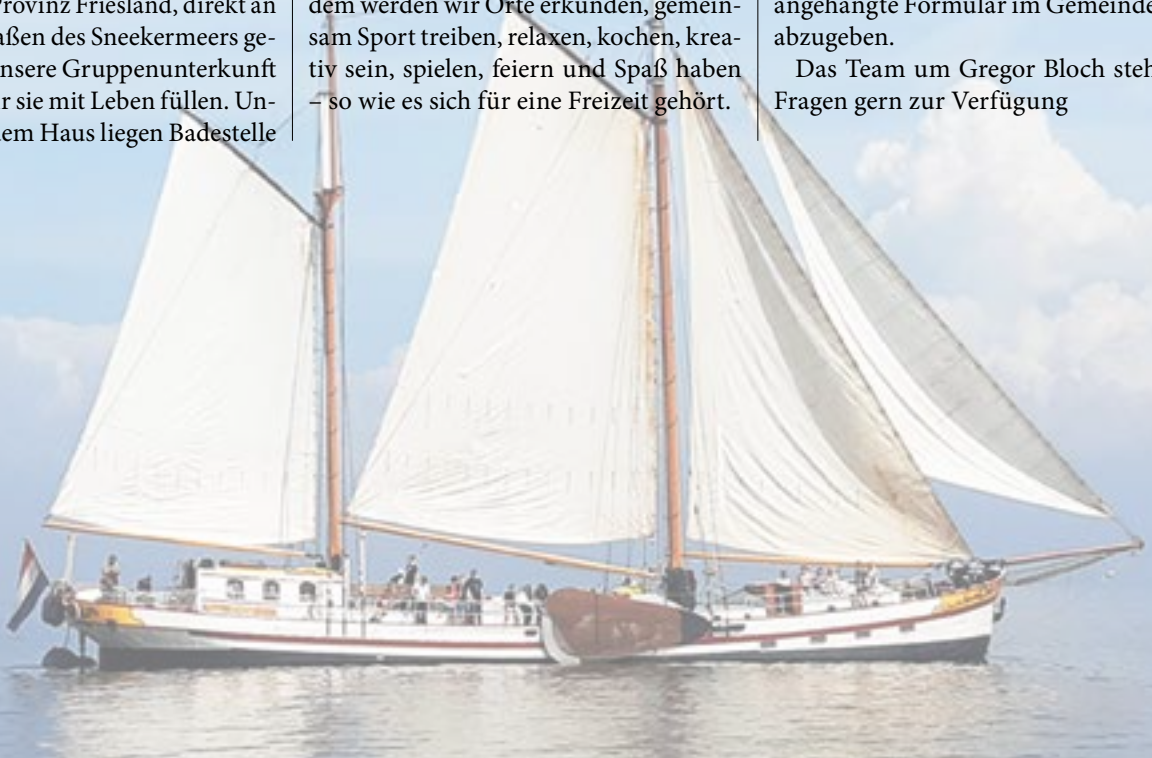 rovinz Friesland, direkt an
aßen des Sneekermeers ge-
nsere Gruppenunterkunft
r sie mit Leben füllen. Un-
dem Haus liegen Badestelle
dem werden wir Orte erkunden, gemein-
sam Sport treiben, relaxen, kochen, krea-
tiv sein, spielen, feiern und Spaß haben
– so wie es sich für eine Freizeit gehört.
angehängte Formular im Gemeinde
abzugeben.
Das Team um Gregor Bloch steh
Fragen gern zur Verfügung